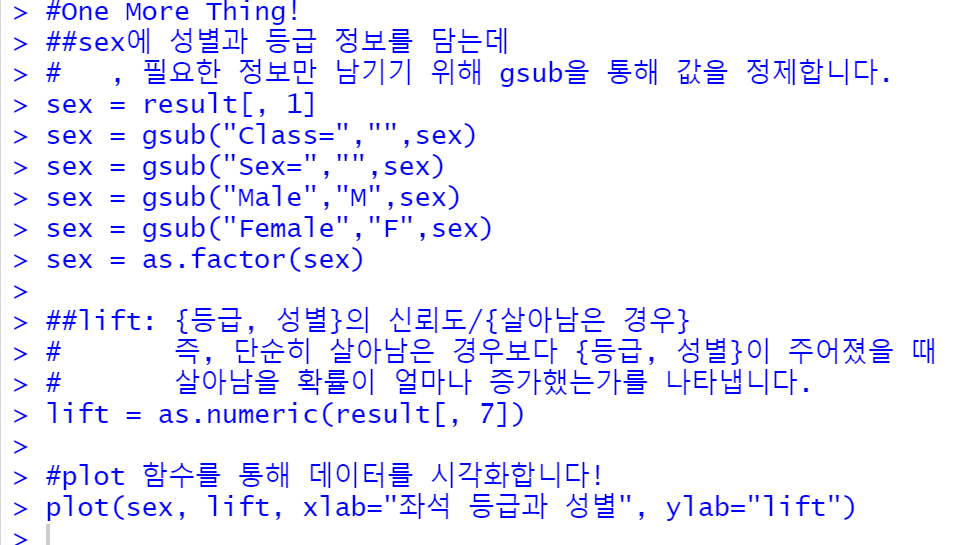 > #One More Thing!
> ##sex에 성별과 등급 정보를 담는데
> #   , 필요한 정보만 남기기 위해 gsub을 통해 값을 정제합니다.
> sex = result[, 1]
> sex = gsub("Class=","",sex)
> sex = gsub("Sex=","",sex)
> sex = gsub("Male","M",sex)
> sex = gsub("Female","F",sex)
> sex = as.factor(sex)
>
> ##lift: {등급, 성별}의 신뢰도/{살아남은 경우}
> #       즉, 단순히 살아남은 경우보다 {등급, 성별}이 주어졌을 때
> #       살아남을 확률이 얼마나 증가했는가를 나타냅니다.
> lift = as.numeric(result[, 7])
>
> #plot 함수를 통해 데이터를 시각화합니다!
> plot(sex, lift, xlab="좌석 등급과 성별", ylab="lift")
>